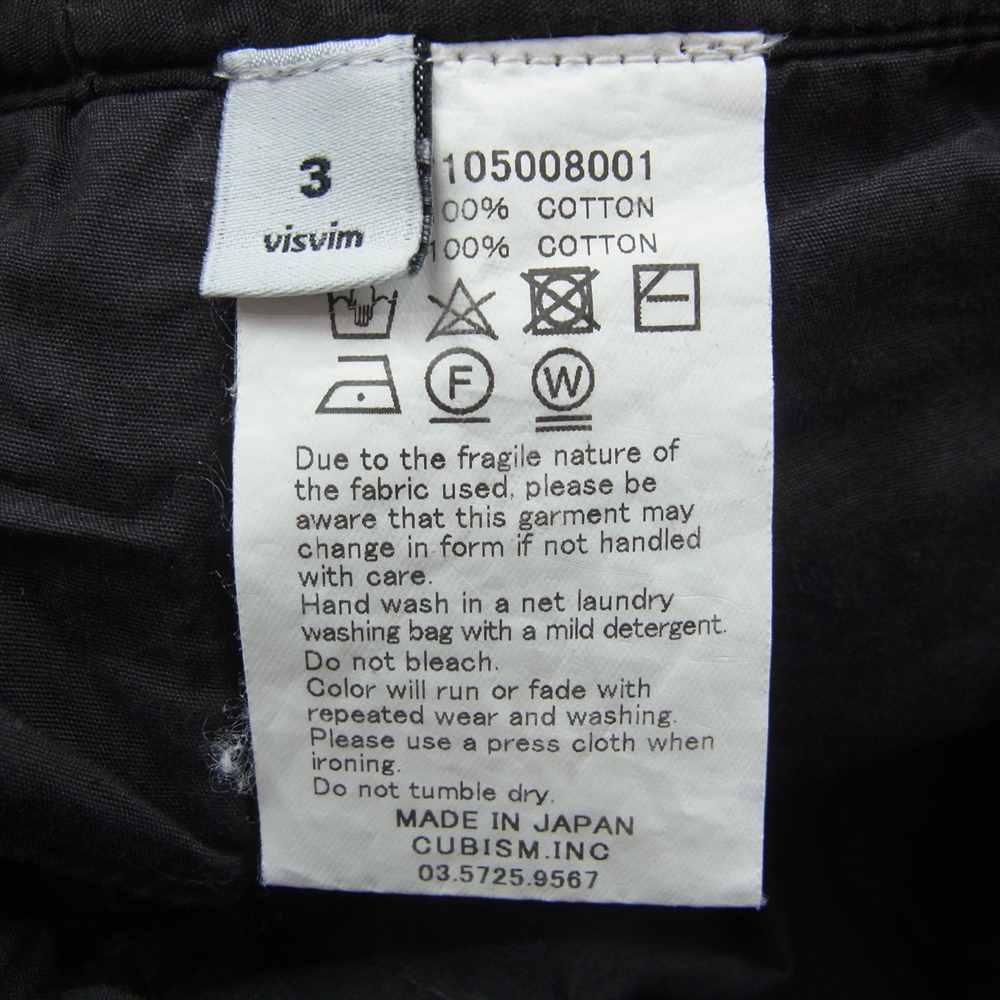 3
visvim
105008001
100% COTTON
100% COTTON
F
W
Due to the fragile nature of
the fabric used, please be
aware that this garment may
change in form if not handled
with care.
Hand wash in a net laundry
washing bag with a mild detergent.
Do not bleach.
Color will run or fade with
repeated wear and washing.
Please use a press cloth when
ironing.
Do not tumble dry.
MADE IN JAPAN
CUBISM.INC
03.5725.9567